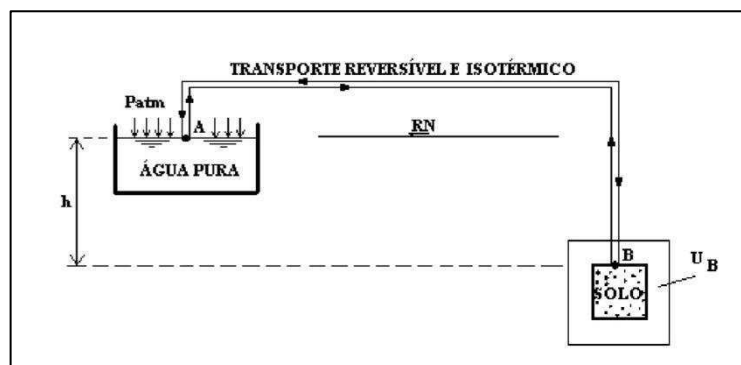 TRANSPORTE REVERSÍVEL E ISOTÉRMICO
Patm
A
RN
ÁGUA PURA
h
B
U B
SOLO